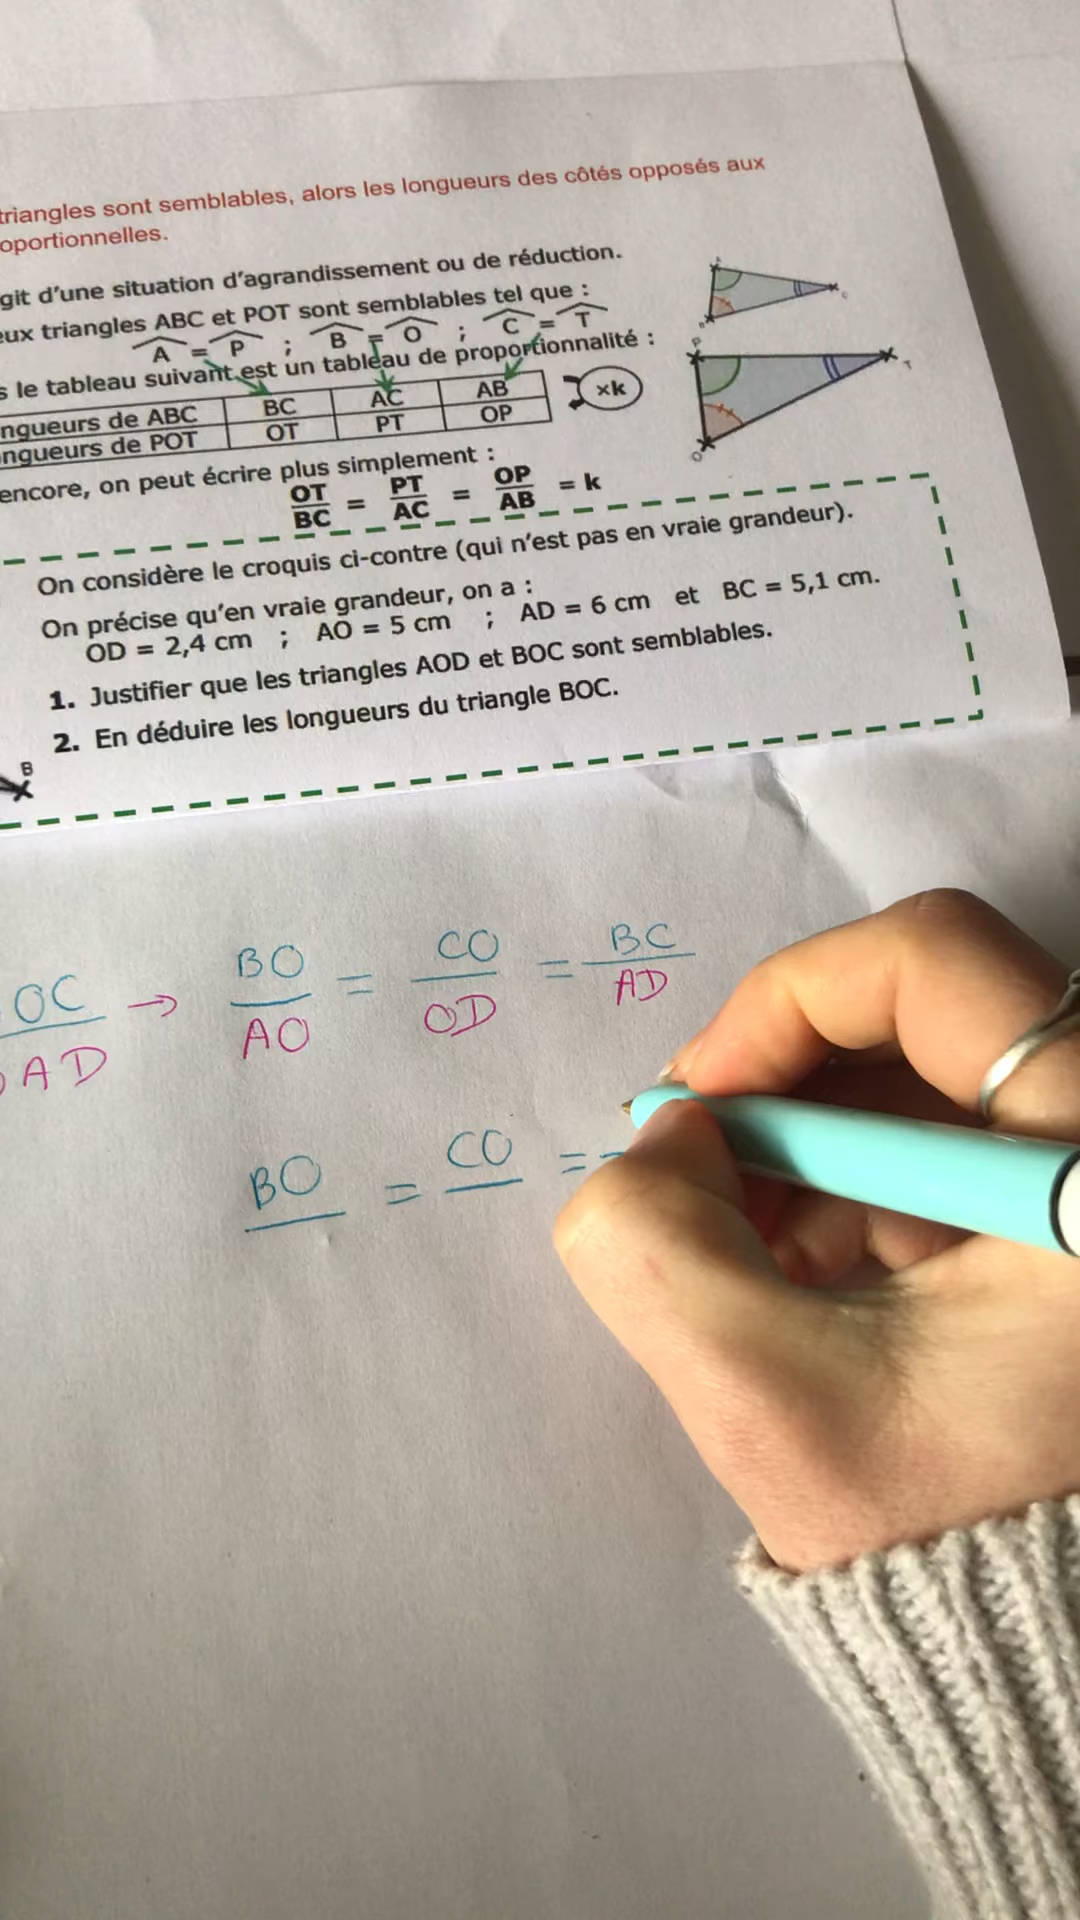 triangles sont semblables, alors les longueurs des côtés opposés aux
oportionnelles.
git d'une situation d'agrandissement ou de réduction.
eux triangles ABC et POT sont semblables tel que :
A = P ; B = O ; C = T
s le tableau suivant est un tableau de proportionnalité :
ngueurs de ABC BC AC AB
ngueurs de POT OT PT OP
×k
encore, on peut écrire plus simplement :
OT/BC = PT/AC = OP/AB = k
P
T
O
On considère le croquis ci-contre (qui n'est pas en vraie grandeur).
On précise qu'en vraie grandeur, on a :
OD = 2,4 cm ; AO = 5 cm ; AD = 6 cm et BC = 5,1 cm.
1. Justifier que les triangles AOD et BOC sont semblables.
2. En déduire les longueurs du triangle BOC.
B
OC → BO = CO = BC
AD AO OD AD
BO = CO =